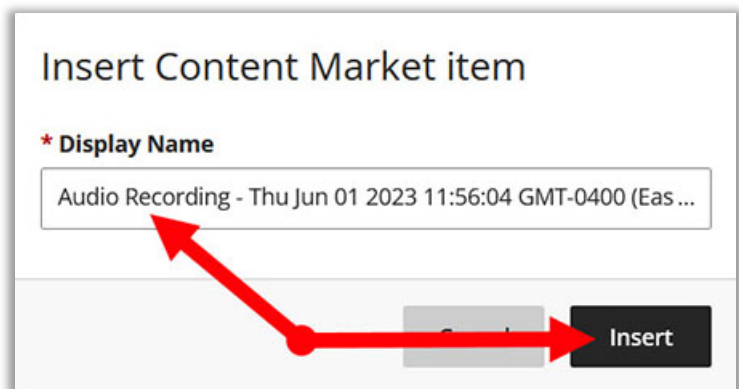 Insert Content Market item
* Display Name
Audio Recording - Thu Jun 01 2023 11:56:04 GMT-0400 (Eas ...
Insert